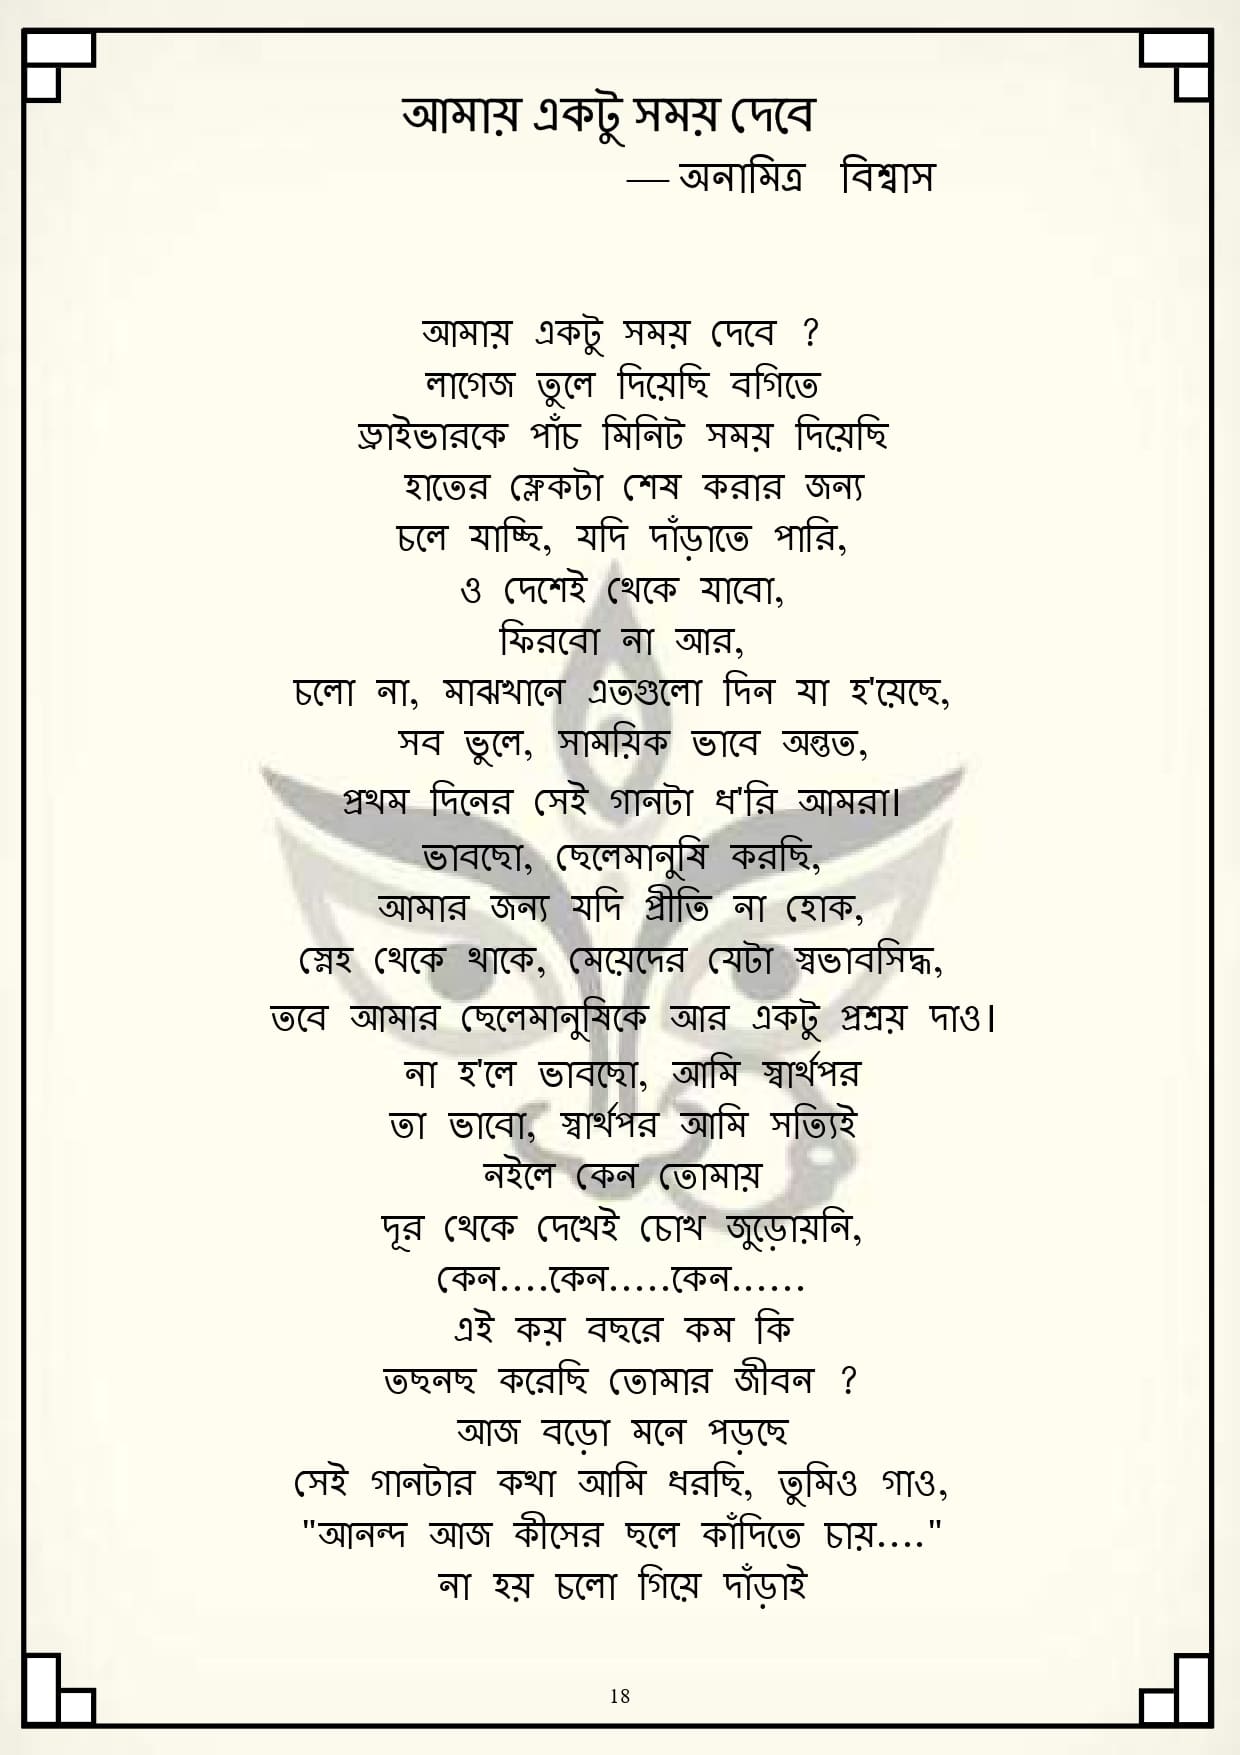 আমায় একটু সময় দেবে
— অনামিত্র বিশ্বাস
আমায় একটু সময় দেবে ?
লাগেজ তুলে দিয়েছি বগিতে
ড্রাইভারকে পাঁচ মিনিট সময় দিয়েছি
হাতের ফ্লেকটা শেষ করার জন্য
চলে যাচ্ছি, যদি দাঁড়াতে পারি,
ও দেশেই থেকে যাবো,
ফিরবো না আর,
চলো না, মাঝখানে এতগুলো দিন যা হ'য়েছে,
সব ভুলে, সাময়িক ভাবে অন্তত,
প্রথম দিনের সেই গানটা ধ'রি আমরা।
ভাবছো, ছেলেমানুষি করছি,
আমার জন্য যদি প্রীতি না হোক,
স্নেহ থেকে থাকে, মেয়েদের যেটা স্বভাবসিদ্ধ,
তবে আমার ছেলেমানুষিকে আর একটু প্রশ্রয় দাও।
না হ'লে ভাবছো, আমি স্বার্থপর
তা ভাবো, স্বার্থপর আমি সত্যিই
নইলে কেন তোমায়
দূর থেকে দেখেই চোখ জুড়োয়নি,
কেন....কেন.....কেন......
এই কয় বছরে কম কি
তছনছ করেছি তোমার জীবন ?
আজ বড়ো মনে পড়ছে
সেই গানটার কথা আমি ধরছি, তুমিও গাও,
"আনন্দ আজ কীসের ছলে কাঁদিতে চায়...."
না হয় চলো গিয়ে দাঁড়াই
18